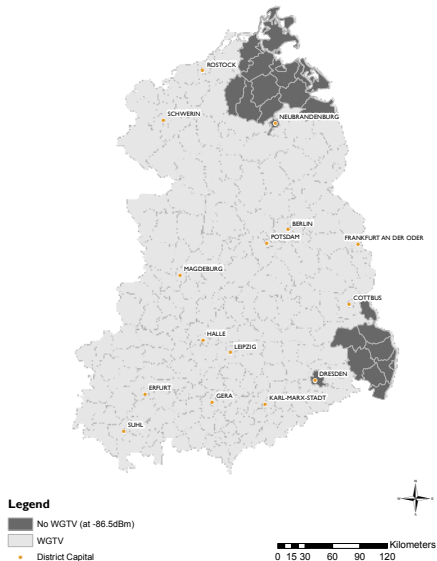 ROSTOCK
SCHWERIN
NEUBRANDENBURG
BERLIN
POTSDAM
FRANKFURT AN DER ODER
MAGDEBURG
COTTBUS
HALLE
LEIPZIG
DRESDEN
ERFURT
GERA
KARL-MARX-STADT
SUHL
Legend
No WGTV (at -86.5dBm)
WGTV
District Capital
Kilometers
0 15 30 60 90 120